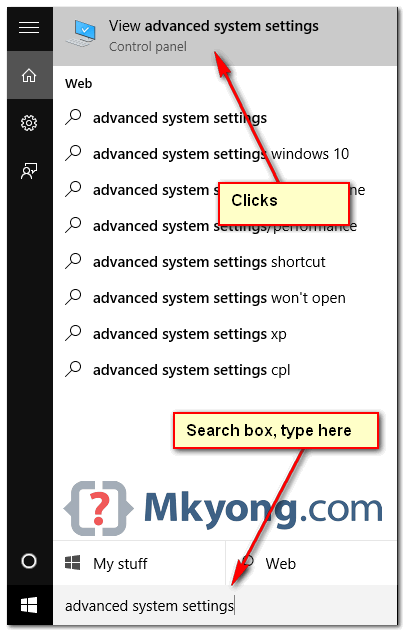 View advanced system settings
Control panel
Web
advanced system settings
advanced system settings windows 10
advanced system s ne
Clicks
advanced system settings/performance
advanced system settings shortcut
advanced system settings won't open
advanced system settings xp
advanced system settings cpl
Search box, type here
{?} Mkyong.com
My stuff
Web
advanced system settings